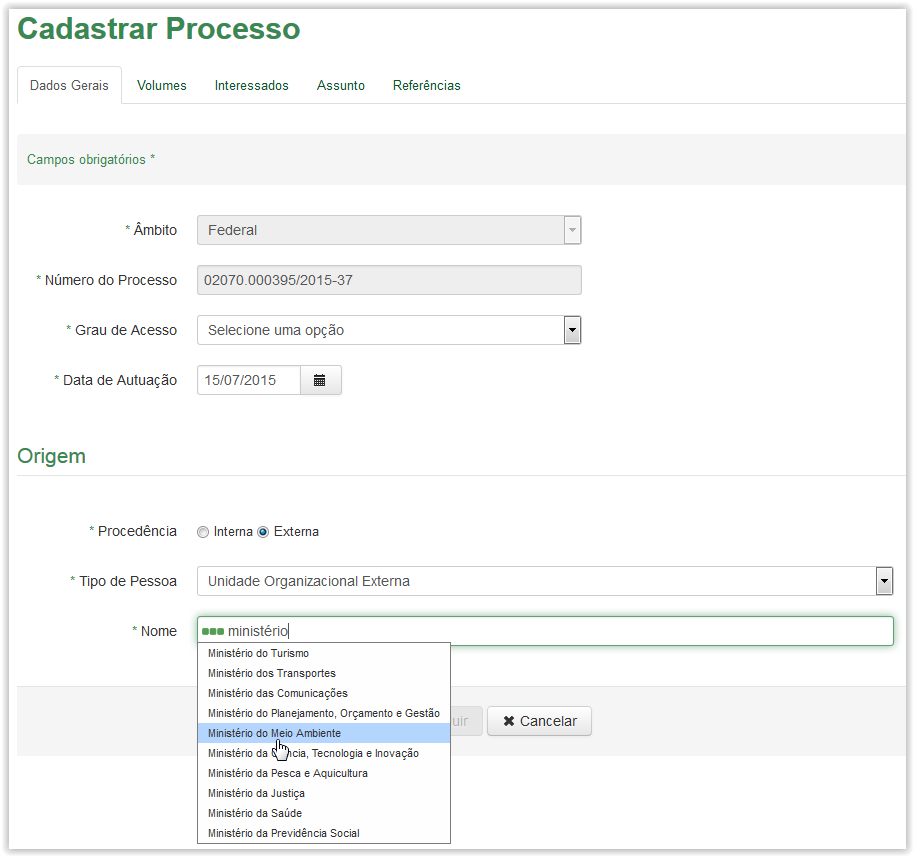 Cadastrar Processo
Dados Gerais Volumes Interessados Assunto Referências
Campos obrigatórios *
* Âmbito Federal
* Número do Processo 02070.000395/2015-37
* Grau de Acesso Selecione uma opção
* Data de Autuação 15/07/2015
Origem
* Procedência Interna Externa
* Tipo de Pessoa Unidade Organizacional Externa
* Nome ministério
Ministério do Turismo
Ministério dos Transportes
Ministério das Comunicações
Ministério do Planejamento, Orçamento e Gestão
Cancelar
Ministério do Meio Ambiente
Ministério da Ciência, Tecnologia e Inovação
Ministério da Pesca e Aquicultura
Ministério da Justiça
Ministério da Saúde
Ministério da Previdência Social